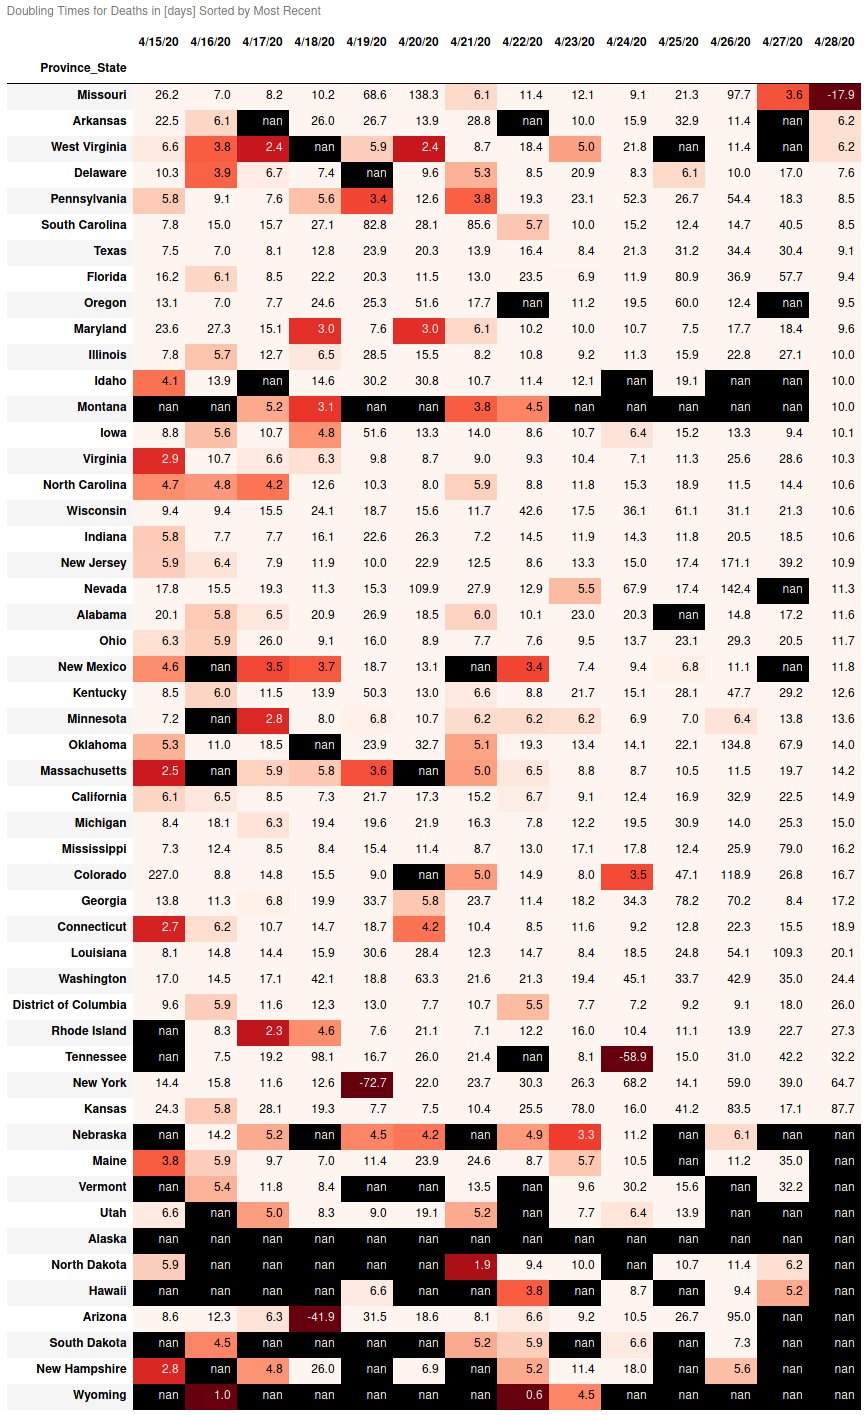 Doubling Times for Deaths in [days] Sorted by Most Recent
4/15/20 4/16/20 4/17/20 4/18/20 4/19/20 4/20/20 4/21/20 4/22/20 4/23/20 4/24/20 4/25/20 4/26/20 4/27/20 4/28/20
Province_State
Missouri 26.2 7.0 8.2 10.2 68.6 138.3 6.1 11.4 12.1 9.1 21.3 97.7 3.6 -17.9
Arkansas 22.5 6.1 nan 26.0 26.7 13.9 28.8 nan 10.0 15.9 32.9 11.4 nan 6.2
West Virginia 6.6 3.8 2.4 nan 5.9 2.4 8.7 18.4 5.0 21.8 nan 11.4 nan 6.2
Delaware 10.3 3.9 6.7 7.4 nan 9.6 5.3 8.5 20.9 8.3 6.1 10.0 17.0 7.6
Pennsylvania 5.8 9.1 7.6 5.6 3.4 12.6 3.8 19.3 23.1 52.3 26.7 54.4 18.3 8.5
South Carolina 7.8 15.0 15.7 27.1 82.8 28.1 85.6 5.7 10.0 15.2 12.4 14.7 40.5 8.5
Texas 7.5 7.0 8.1 12.8 23.9 20.3 13.9 16.4 8.4 21.3 31.2 34.4 30.4 9.1
Florida 16.2 6.1 8.5 22.2 20.3 11.5 13.0 23.5 6.9 11.9 80.9 36.9 57.7 9.4
Oregon 13.1 7.0 7.7 24.6 25.3 51.6 17.7 nan 11.2 19.5 60.0 12.4 nan 9.5
Maryland 23.6 27.3 15.1 3.0 7.6 3.0 6.1 10.2 10.0 10.7 7.5 17.7 18.4 9.6
Illinois 7.8 5.7 12.7 6.5 28.5 15.5 8.2 10.8 9.2 11.3 15.9 22.8 27.1 10.0
Idaho 4.1 13.9 nan 14.6 30.2 30.8 10.7 11.4 12.1 nan 19.1 nan nan 10.0
Montana nan nan 5.2 3.1 nan nan 3.8 4.5 nan nan nan nan nan 10.0
Iowa 8.8 5.6 10.7 4.8 51.6 13.3 14.0 8.6 10.7 6.4 15.2 13.3 9.4 10.1
Virginia 2.9 10.7 6.6 6.3 9.8 8.7 9.0 9.3 10.4 7.1 11.3 25.6 28.6 10.3
North Carolina 4.7 4.8 4.2 12.6 10.3 8.0 5.9 8.8 11.8 15.3 18.9 11.5 14.4 10.6
Wisconsin 9.4 9.4 15.5 24.1 18.7 15.6 11.7 42.6 17.5 36.1 61.1 31.1 21.3 10.6
Indiana 5.8 7.7 7.7 16.1 22.6 26.3 7.2 14.5 11.9 14.3 11.8 20.5 18.5 10.6
New Jersey 5.9 6.4 7.9 11.9 10.0 22.9 12.5 8.6 13.3 15.0 17.4 171.1 39.2 10.9
Nevada 17.8 15.5 19.3 11.3 15.3 109.9 27.9 12.9 5.5 67.9 17.4 142.4 nan 11.3
Alabama 20.1 5.8 6.5 20.9 26.9 18.5 6.0 10.1 23.0 20.3 nan 14.8 17.2 11.6
Ohio 6.3 5.9 26.0 9.1 16.0 8.9 7.7 7.6 9.5 13.7 23.1 29.3 20.5 11.7
New Mexico 4.6 nan 3.5 3.7 18.7 13.1 nan 3.4 7.4 9.4 6.8 11.1 nan 11.8
Kentucky 8.5 6.0 11.5 13.9 50.3 13.0 6.6 8.8 21.7 15.1 28.1 47.7 29.2 12.6
Minnesota 7.2 nan 2.8 8.0 6.8 10.7 6.2 6.2 6.2 6.9 7.0 6.4 13.8 13.6
Oklahoma 5.3 11.0 18.5 nan 23.9 32.7 5.1 19.3 13.4 14.1 22.1 134.8 67.9 14.0
Massachusetts 2.5 nan 5.9 5.8 3.6 nan 5.0 6.5 8.8 8.7 10.5 11.5 19.7 14.2
California 6.1 6.5 8.5 7.3 21.7 17.3 15.2 6.7 9.1 12.4 16.9 32.9 22.5 14.9
Michigan 8.4 18.1 6.3 19.4 19.6 21.9 16.3 7.8 12.2 19.5 30.9 14.0 25.3 15.0
Mississippi 7.3 12.4 8.5 8.4 15.4 11.4 8.7 13.0 17.1 17.8 12.4 25.9 79.0 16.2
Colorado 227.0 8.8 14.8 15.5 9.0 nan 5.0 14.9 8.0 3.5 47.1 118.9 26.8 16.7
Georgia 13.8 11.3 6.8 19.9 33.7 5.8 23.7 11.4 18.2 34.3 78.2 70.2 8.4 17.2
Connecticut 2.7 6.2 10.7 14.7 18.7 4.2 10.4 8.5 11.6 9.2 12.8 22.3 15.5 18.9
Louisiana 8.1 14.8 14.4 15.9 30.6 28.4 12.3 14.7 8.4 18.5 24.8 54.1 109.3 20.1
Washington 17.0 14.5 17.1 42.1 18.8 63.3 21.6 21.3 19.4 45.1 33.7 42.9 35.0 24.4
District of Columbia 9.6 5.9 11.6 12.3 13.0 7.7 10.7 5.5 7.7 7.2 9.2 9.1 18.0 26.0
Rhode Island nan 8.3 2.3 4.6 7.6 21.1 7.1 12.2 16.0 10.4 11.1 13.9 22.7 27.3
Tennessee nan 7.5 19.2 98.1 16.7 26.0 21.4 nan 8.1 -58.9 15.0 31.0 42.2 32.2
New York 14.4 15.8 11.6 12.6 -72.7 22.0 23.7 30.3 26.3 68.2 14.1 59.0 39.0 64.7
Kansas 24.3 5.8 28.1 19.3 7.7 7.5 10.4 25.5 78.0 16.0 41.2 83.5 17.1 87.7
Nebraska nan 14.2 5.2 nan 4.5 4.2 nan 4.9 3.3 11.2 nan 6.1 nan nan
Maine 3.8 5.9 9.7 7.0 11.4 23.9 24.6 8.7 5.7 10.5 nan 11.2 35.0 nan
Vermont nan 5.4 11.8 8.4 nan nan 13.5 nan 9.6 30.2 15.6 nan 32.2 nan
Utah 6.6 nan 5.0 8.3 9.0 19.1 5.2 nan 7.7 6.4 13.9 nan nan nan
Alaska nan nan nan nan nan nan nan nan nan nan nan nan nan nan
North Dakota 5.9 nan nan nan nan nan 1.9 9.4 10.0 nan 10.7 11.4 6.2 nan
Hawaii nan nan nan nan 6.6 nan nan 3.8 nan 8.7 nan 9.4 5.2 nan
Arizona 8.6 12.3 6.3 -41.9 31.5 18.6 8.1 6.6 9.2 10.5 26.7 95.0 nan nan
South Dakota nan 4.5 nan nan nan nan 5.2 5.9 nan 6.6 nan 7.3 nan nan
New Hampshire 2.8 nan 4.8 26.0 nan 6.9 nan 5.2 11.4 18.0 nan 5.6 nan nan
Wyoming nan 1.0 nan nan nan nan nan 0.6 4.5 nan nan nan nan nan